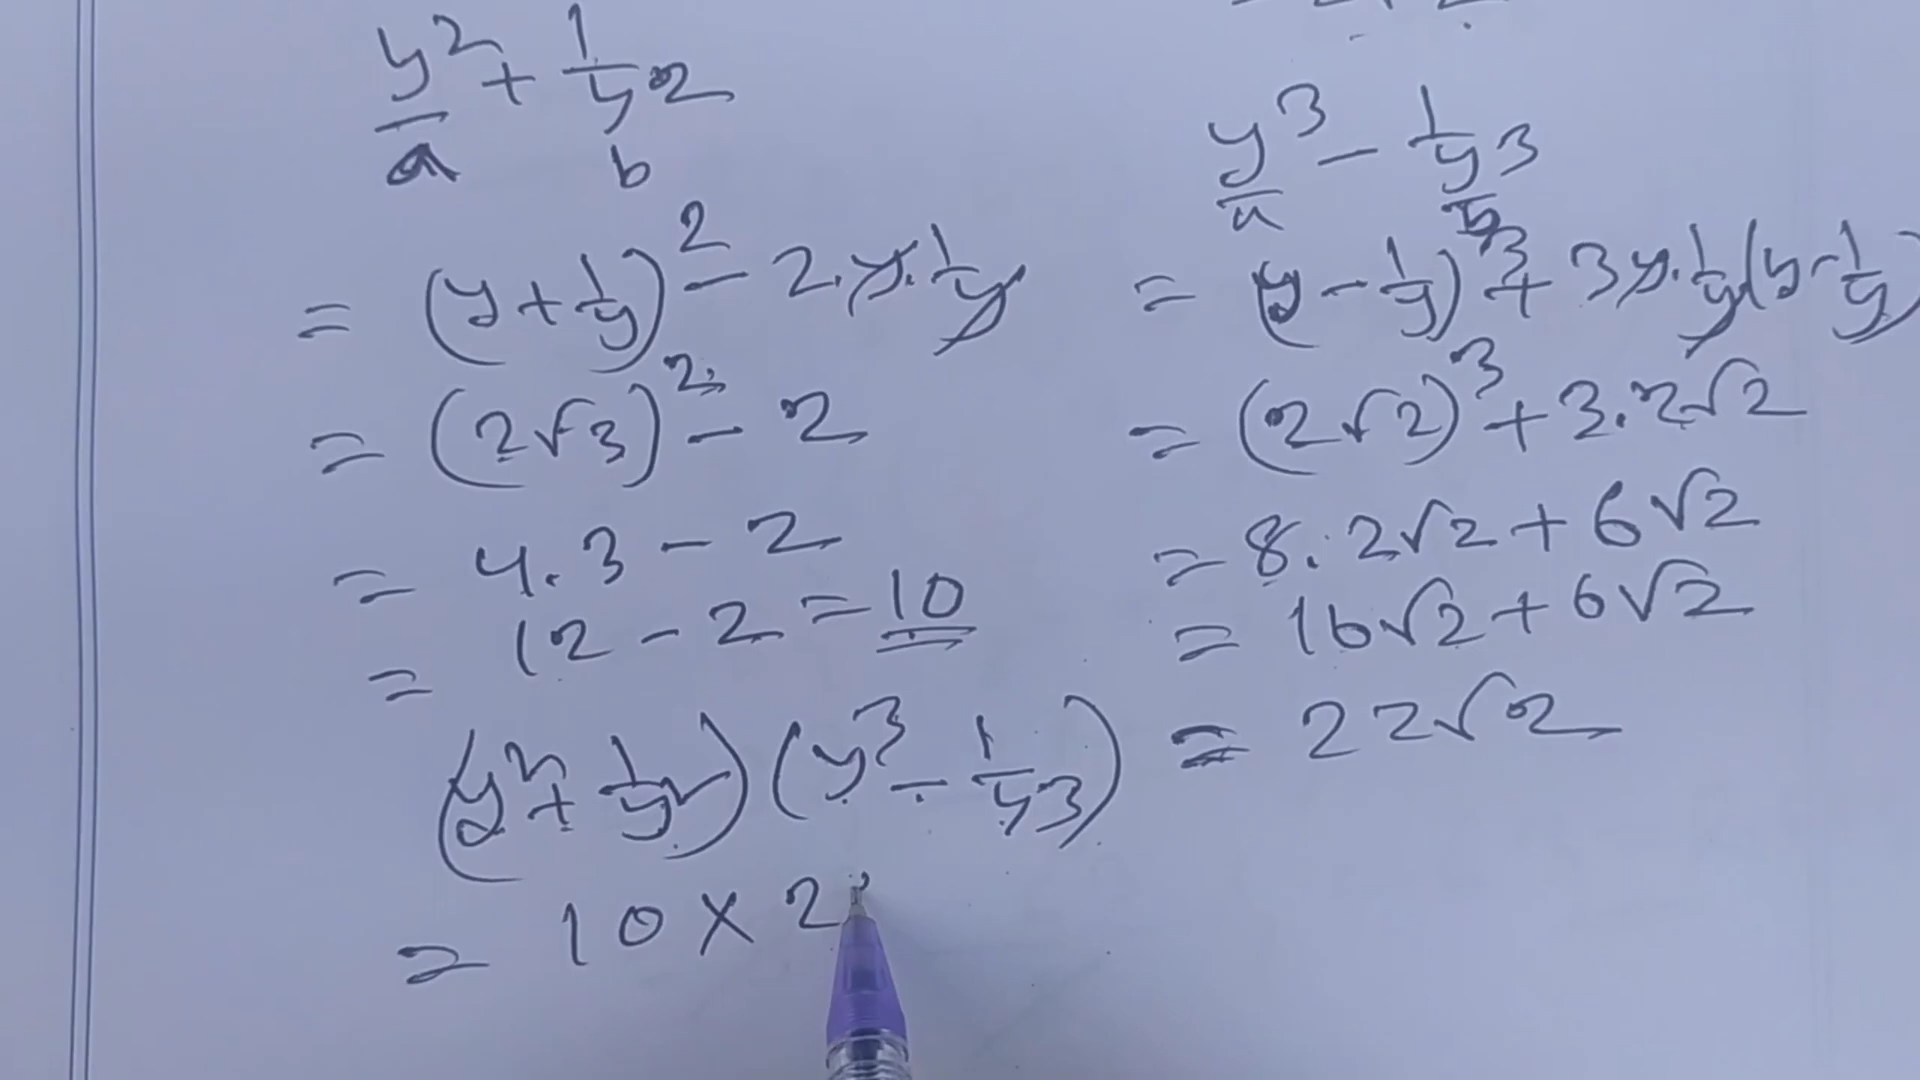 y² + 1/y²
a b
= (y + 1/y)² - 2.y.1/y
= (2√3)² - 2
= 4.3 - 2
= 12 - 2 = 10
y³ - 1/y³
a b
= (y - 1/y)³ + 3y.1/y(y - 1/y)
= (2√2)³ + 3.2√2
= 8.2√2 + 6√2
= 16√2 + 6√2
= 22√2
(y² + 1/y²)(y³ - 1/y³)
= 10 × 2